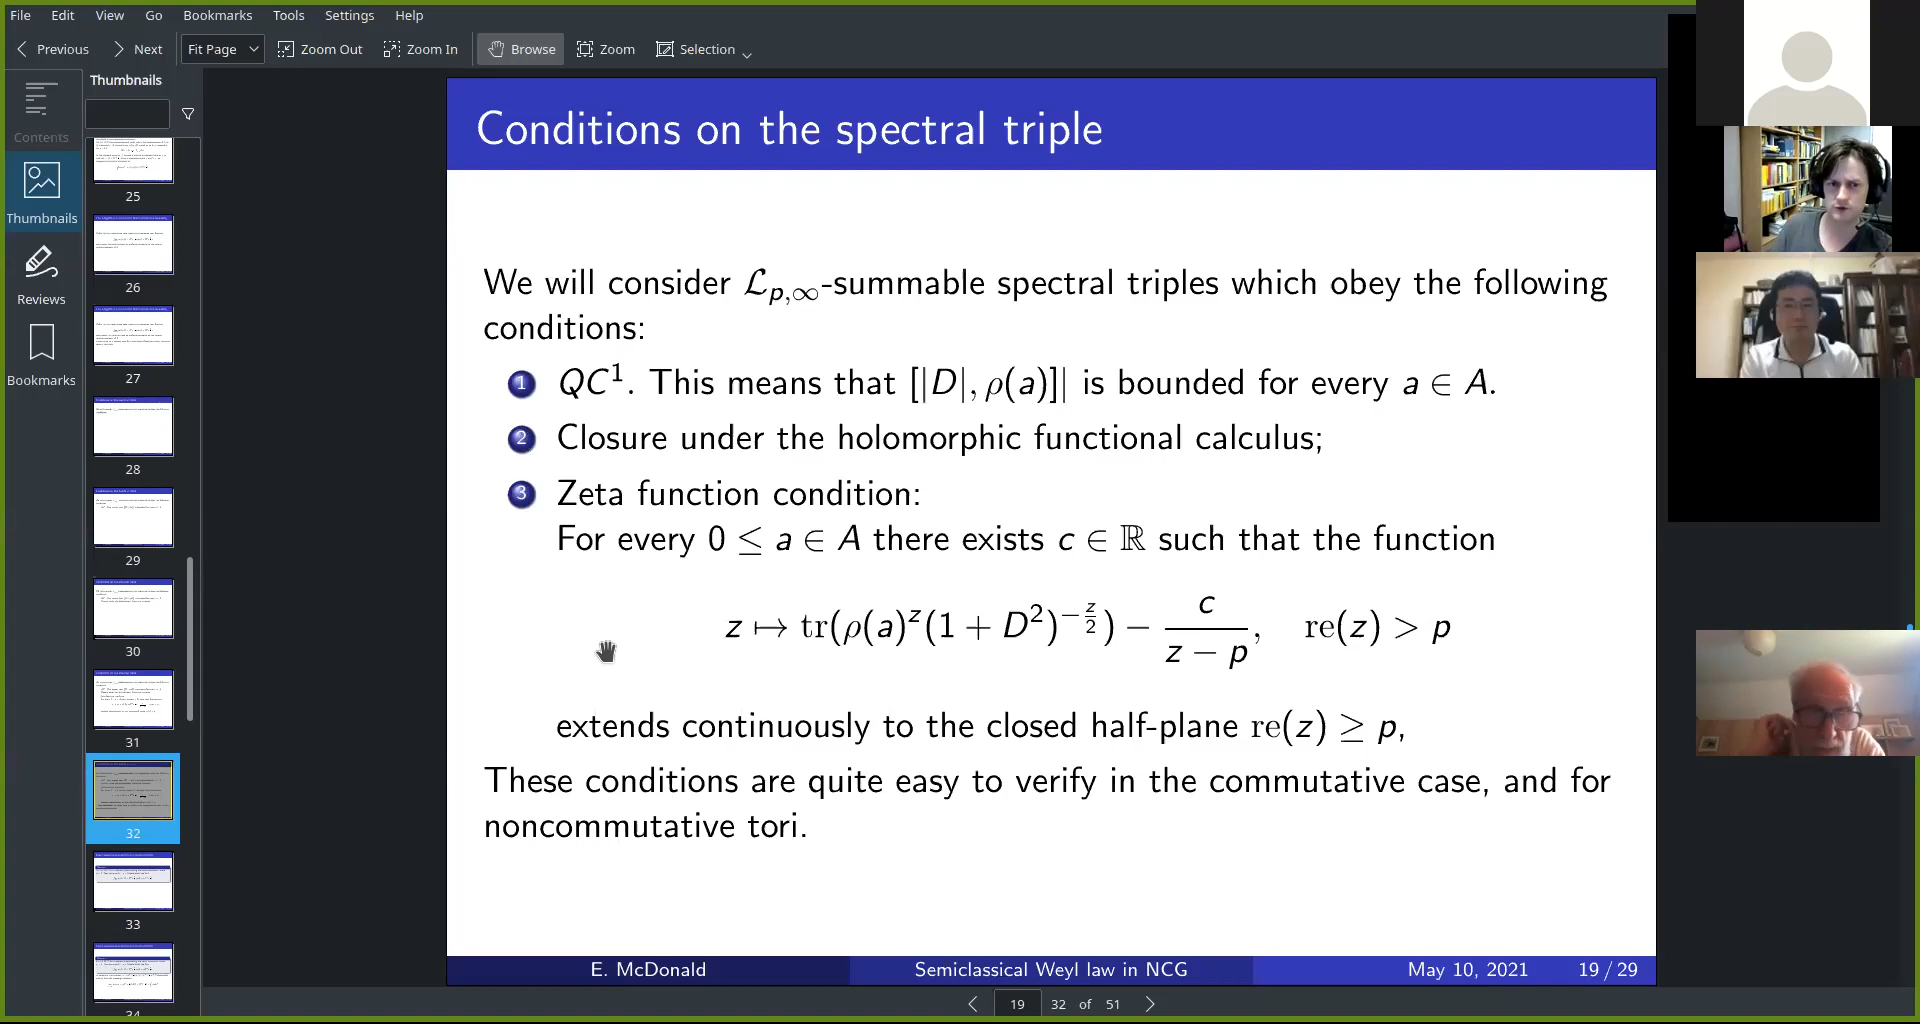 File Edit View Go Bookmarks Tools Settings Help
Previous Next Fit Page Zoom Out Zoom In Browse Zoom Selection
Thumbnails
Contents
Thumbnails
Reviews
Bookmarks
25
26
27
28
29
30
31
32
33
34
Conditions on the spectral triple
We will consider ℒp,∞-summable spectral triples which obey the following
conditions:
1 QC¹. This means that [|D|, ρ(a)]| is bounded for every a ∈ A.
2 Closure under the holomorphic functional calculus;
3 Zeta function condition:
For every 0 ≤ a ∈ A there exists c ∈ ℝ such that the function
z ↦ tr(ρ(a)^z(1 + D²)^{-z/2}) − c/(z − p), re(z) > p
extends continuously to the closed half-plane re(z) ≥ p,
These conditions are quite easy to verify in the commutative case, and for
noncommutative tori.
E. McDonald Semiclassical Weyl law in NCG May 10, 2021 19 / 29
19 32 of 51